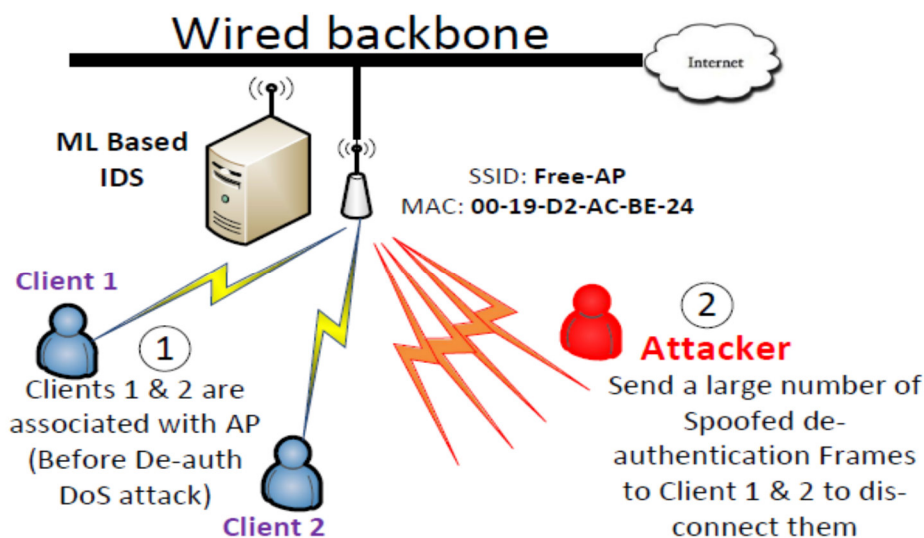 Wired backbone
Internet
ML Based
IDS
SSID: Free-AP
MAC: 00-19-D2-AC-BE-24
Client 1
1
Clients 1 & 2 are
associated with AP
(Before De-auth
DoS attack)
Client 2
2
Attacker
Send a large number of
Spoofed de-
authentication Frames
to Client 1 & 2 to dis-
connect them